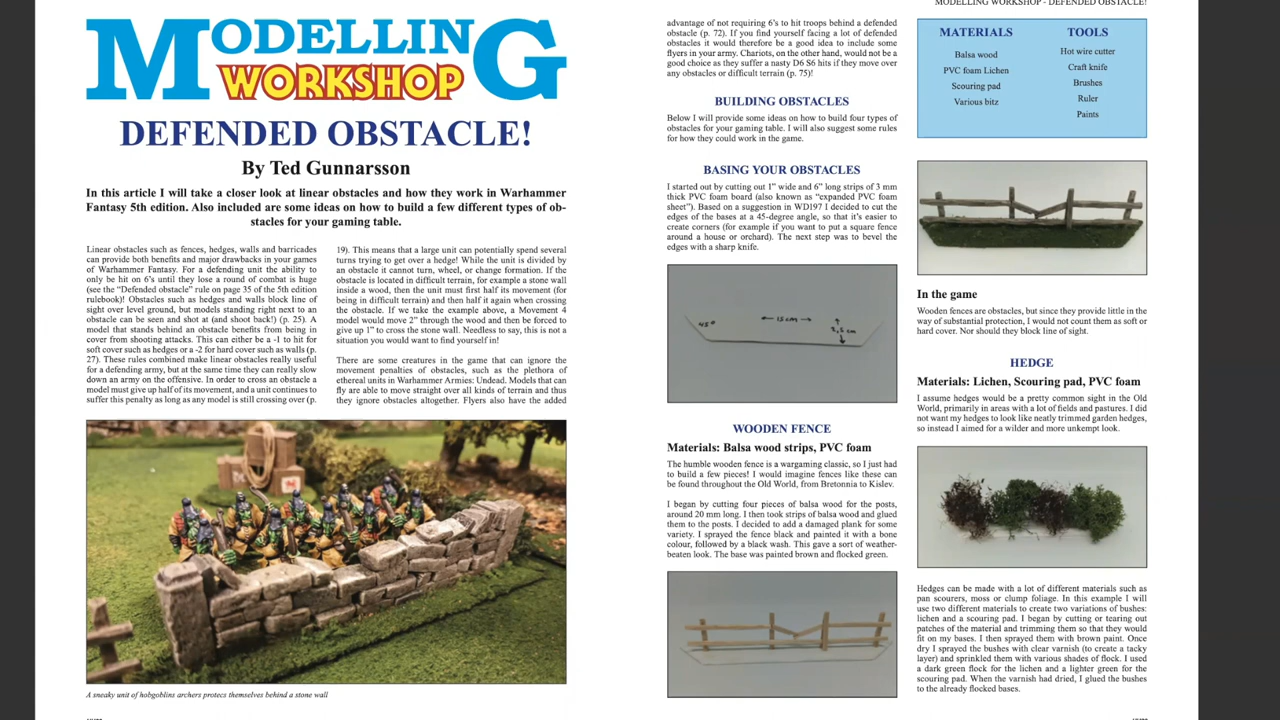 MODELLING
WORKSHOP
DEFENDED OBSTACLE!
By Ted Gunnarsson
In this article I will take a closer look at linear obstacles and how they work in Warhammer
Fantasy 5th edition. Also included are some ideas on how to build a few different types of ob-
stacles for your gaming table.
Linear obstacles such as fences, hedges, walls and barricades
can provide both benefits and major drawbacks in your games
of Warhammer Fantasy. For a defending unit the ability to
only be hit on 6's until they lose a round of combat is huge
(see the "Defended obstacle" rule on page 35 of the 5th edition
rulebook)! Obstacles such as hedges and walls block line of
sight over level ground, but models standing right next to an
obstacle can be seen and shot at (and shoot back!) (p. 25). A
model that stands behind an obstacle benefits from being in
cover from shooting attacks. This can either be a -1 to hit for
soft cover such as hedges or a -2 for hard cover such as walls (p.
27). These rules combined make linear obstacles really useful
for a defending army, but at the same time they can really slow
down an army on the offensive. In order to cross an obstacle a
model must give up half of its movement, and a unit continues to
suffer this penalty as long as any model is still crossing over (p.
19). This means that a large unit can potentially spend several
turns trying to get over a hedge! While the unit is divided by
an obstacle it cannot turn, wheel, or change formation. If the
obstacle is located in difficult terrain, for example a stone wall
inside a wood, then the unit must first half its movement (for
being in difficult terrain) and then half it again when crossing
the obstacle. If we take the example above, a Movement 4
model would move 2" through the wood and then be forced to
give up 1" to cross the stone wall. Needless to say, this is not a
situation you would want to find yourself in!
There are some creatures in the game that can ignore the
movement penalties of obstacles, such as the plethora of
ethereal units in Warhammer Armies: Undead. Models that can
fly are able to move straight over all kinds of terrain and thus
they ignore obstacles altogether. Flyers also have the added
A sneaky unit of hobgoblins archers protecs themselves behind a stone wall
advantage of not requiring 6's to hit troops behind a defended
obstacle (p. 72). If you find yourself facing a lot of defended
obstacles it would therefore be a good idea to include some
flyers in your army. Chariots, on the other hand, would not be a
good choice as they suffer a nasty D6 S6 hits if they move over
any obstacles or difficult terrain (p. 75)!
BUILDING OBSTACLES
Below I will provide some ideas on how to build four types of
obstacles for your gaming table. I will also suggest some rules
for how they could work in the game.
BASING YOUR OBSTACLES
I started out by cutting out 1" wide and 6" long strips of 3 mm
thick PVC foam board (also known as "expanded PVC foam
sheet"). Based on a suggestion in WD197 I decided to cut the
edges of the bases at a 45-degree angle, so that it's easier to
create corners (for example if you want to put a square fence
around a house or orchard). The next step was to bevel the
edges with a sharp knife.
45°
15 cm
2,5 cm
WOODEN FENCE
Materials: Balsa wood strips, PVC foam
The humble wooden fence is a wargaming classic, so I just had
to build a few pieces! I would imagine fences like these can
be found throughout the Old World, from Bretonnia to Kislev.
I began by cutting four pieces of balsa wood for the posts,
around 20 mm long. I then took strips of balsa wood and glued
them to the posts. I decided to add a damaged plank for some
variety. I sprayed the fence black and painted it with a bone
colour, followed by a black wash. This gave a sort of weather-
beaten look. The base was painted brown and flocked green.
MODELLING WORKSHOP - DEFENDED OBSTACLE!
MATERIALS
Balsa wood
PVC foam Lichen
Scouring pad
Various bitz
TOOLS
Hot wire cutter
Craft knife
Brushes
Ruler
Paints
In the game
Wooden fences are obstacles, but since they provide little in the
way of substantial protection, I would not count them as soft or
hard cover. Nor should they block line of sight.
HEDGE
Materials: Lichen, Scouring pad, PVC foam
I assume hedges would be a pretty common sight in the Old
World, primarily in areas with a lot of fields and pastures. I did
not want my hedges to look like neatly trimmed garden hedges,
so instead I aimed for a wilder and more unkempt look.
Hedges can be made with a lot of different materials such as
pan scourers, moss or clump foliage. In this example I will
use two different materials to create two variations of bushes:
lichen and a scouring pad. I began by cutting or tearing out
patches of the material and trimming them so that they would
fit on my bases. I then sprayed them with brown paint. Once
dry I sprayed the bushes with clear varnish (to create a tacky
layer) and sprinkled them with various shades of flock. I used
a dark green flock for the lichen and a lighter green for the
scouring pad. When the varnish had dried, I glued the bushes
to the already flocked bases.